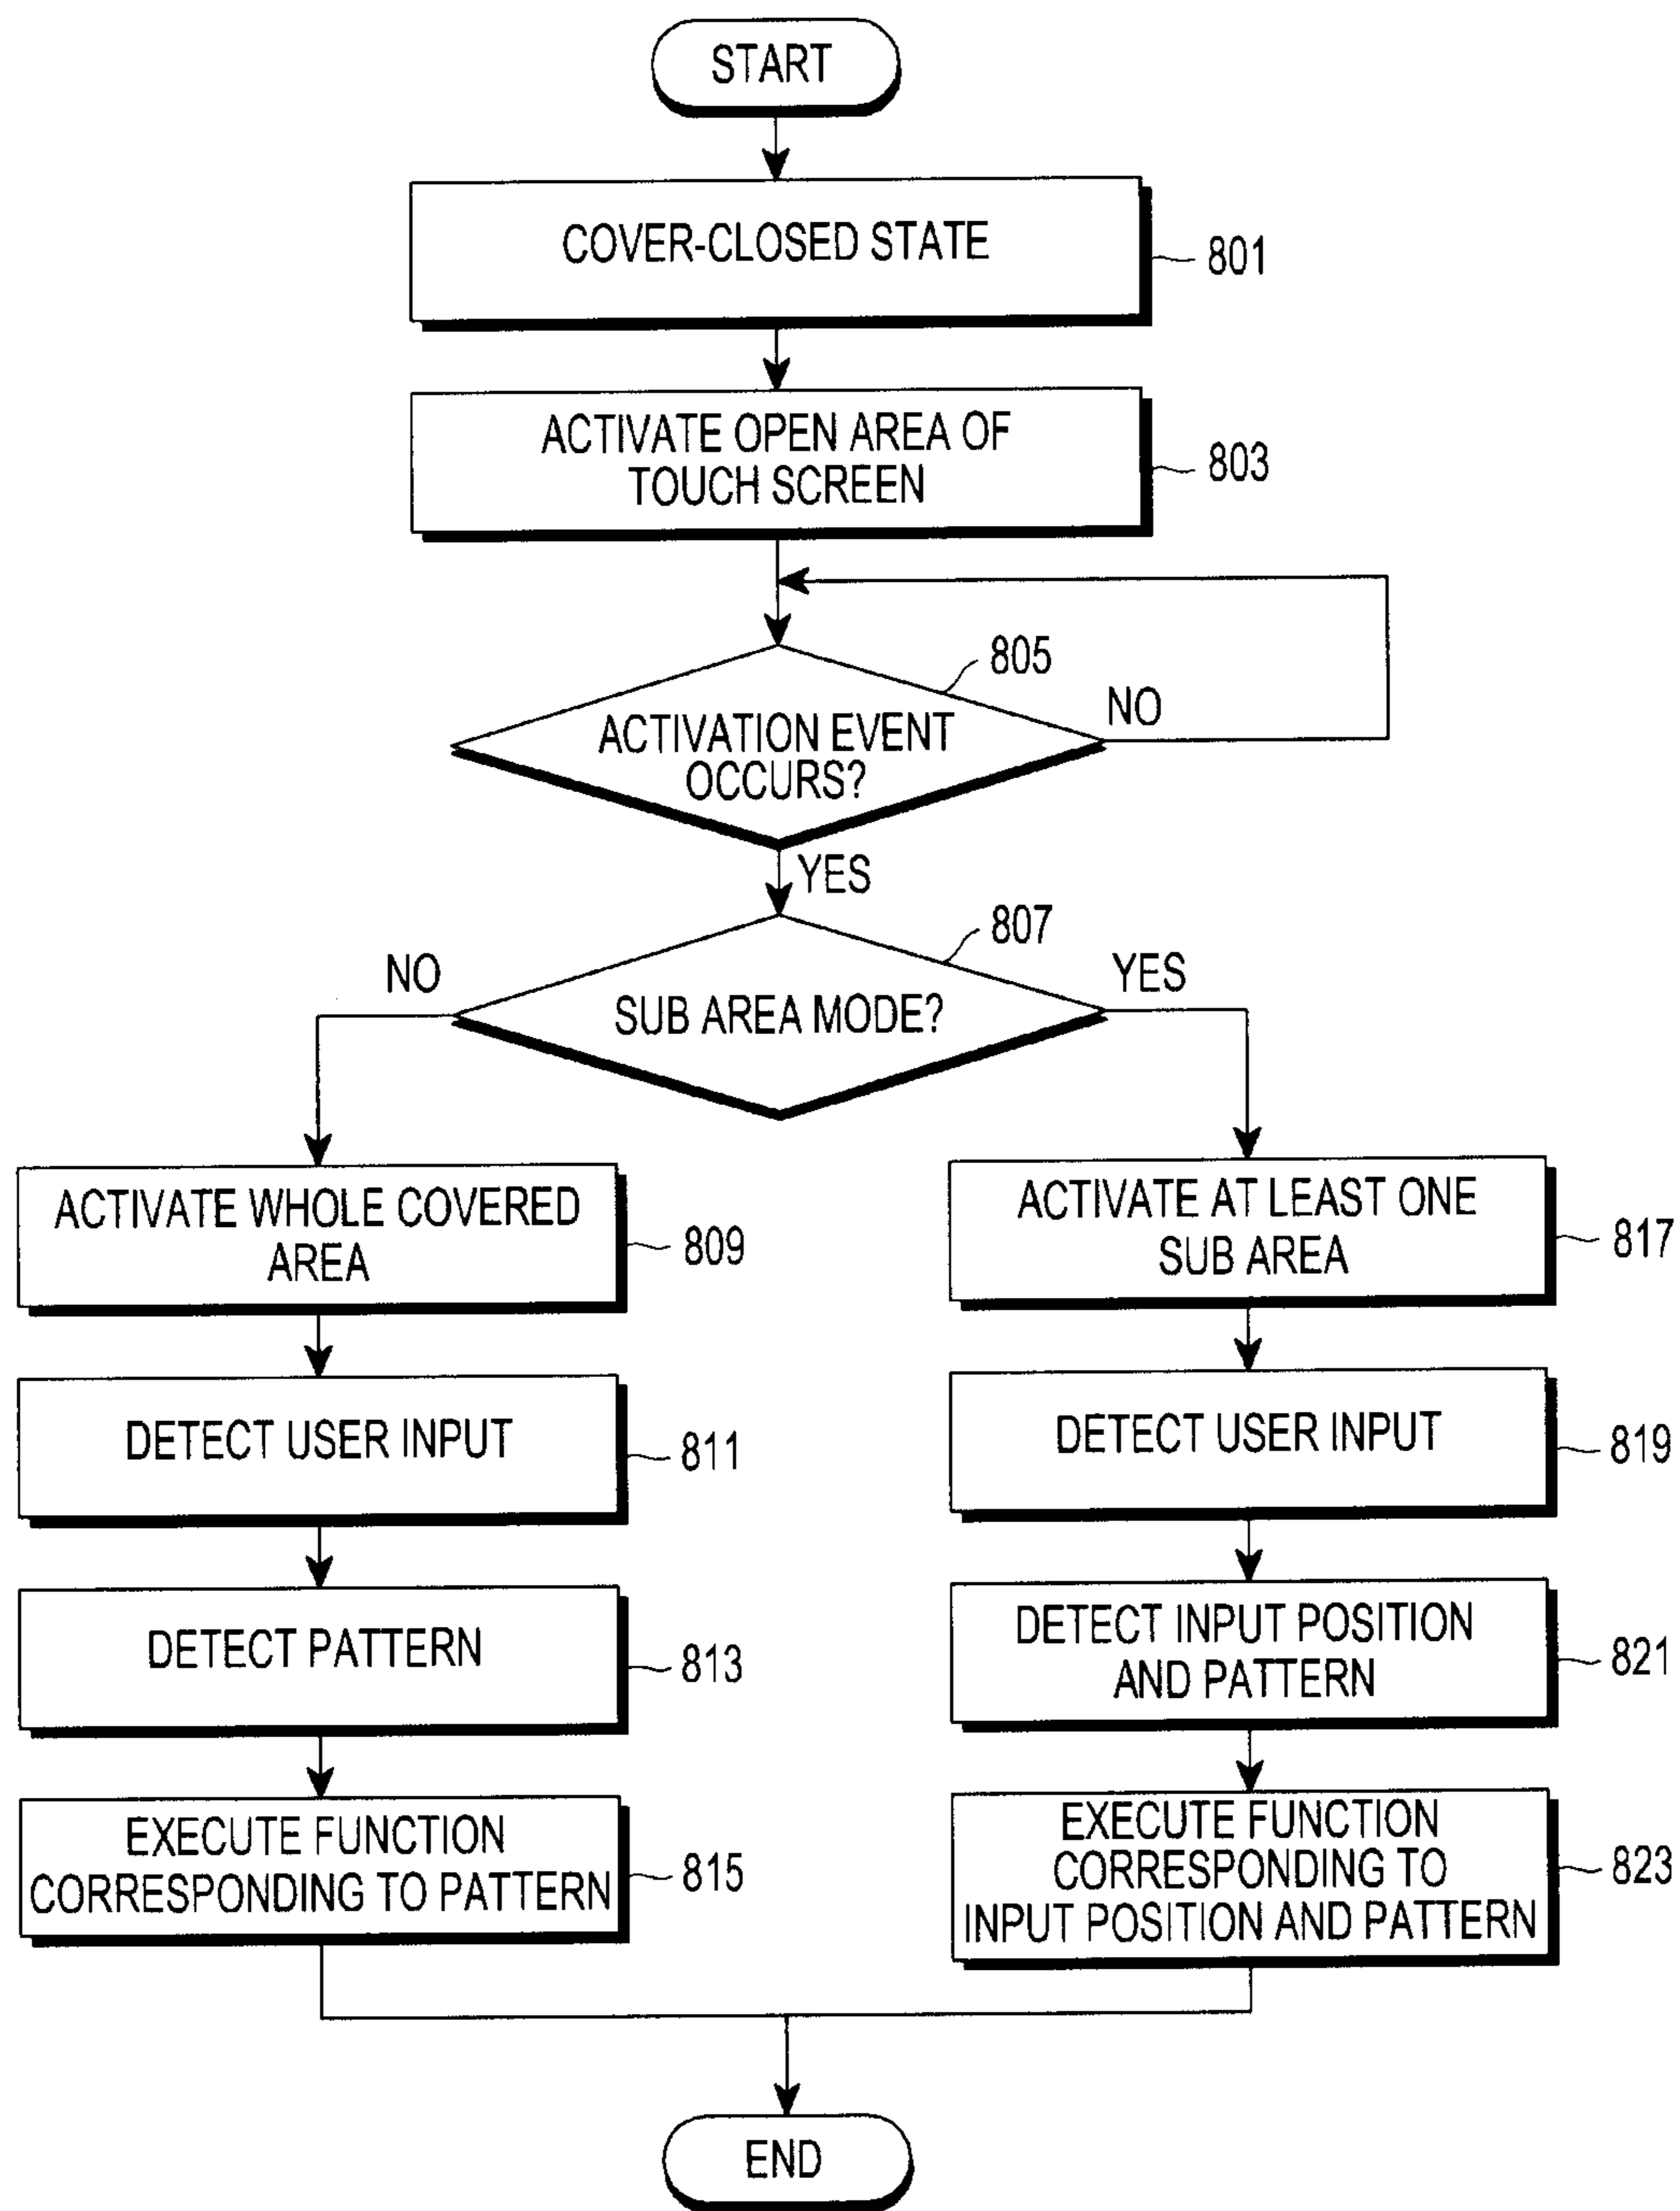 START
COVER-CLOSED STATE
801
ACTIVATE OPEN AREA OF
TOUCH SCREEN
803
805
ACTIVATION EVENT
OCCURS?
NO
YES
807
NO
YES
SUB AREA MODE?
ACTIVATE WHOLE COVERED
AREA
809
DETECT USER INPUT
811
DETECT PATTERN
813
EXECUTE FUNCTION
CORRESPONDING TO PATTERN
815
ACTIVATE AT LEAST ONE
SUB AREA
817
DETECT USER INPUT
819
DETECT INPUT POSITION
AND PATTERN
821
EXECUTE FUNCTION
CORRESPONDING TO
INPUT POSITION AND PATTERN
823
END